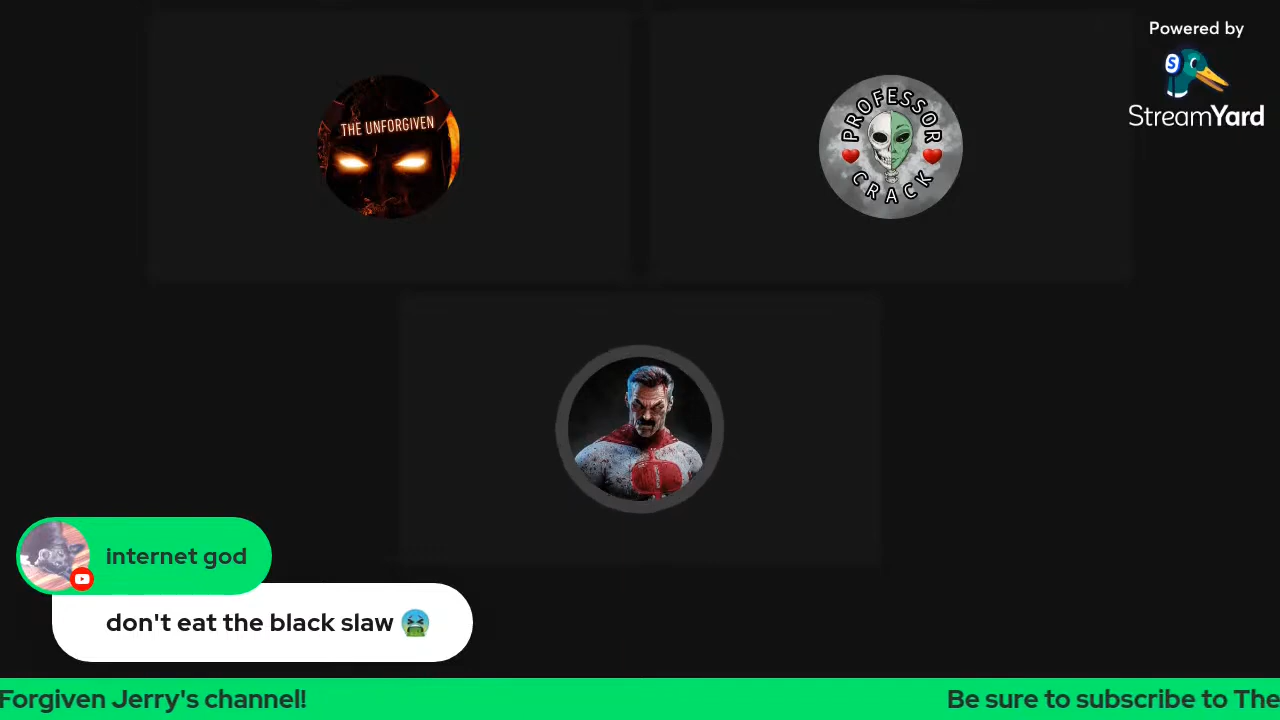 Powered by
StreamYard
THE UNFORGIVEN
PROFESSOR
CRACK
internet god
don't eat the black slaw 🤮
Forgiven Jerry's channel!
Be sure to subscribe to The